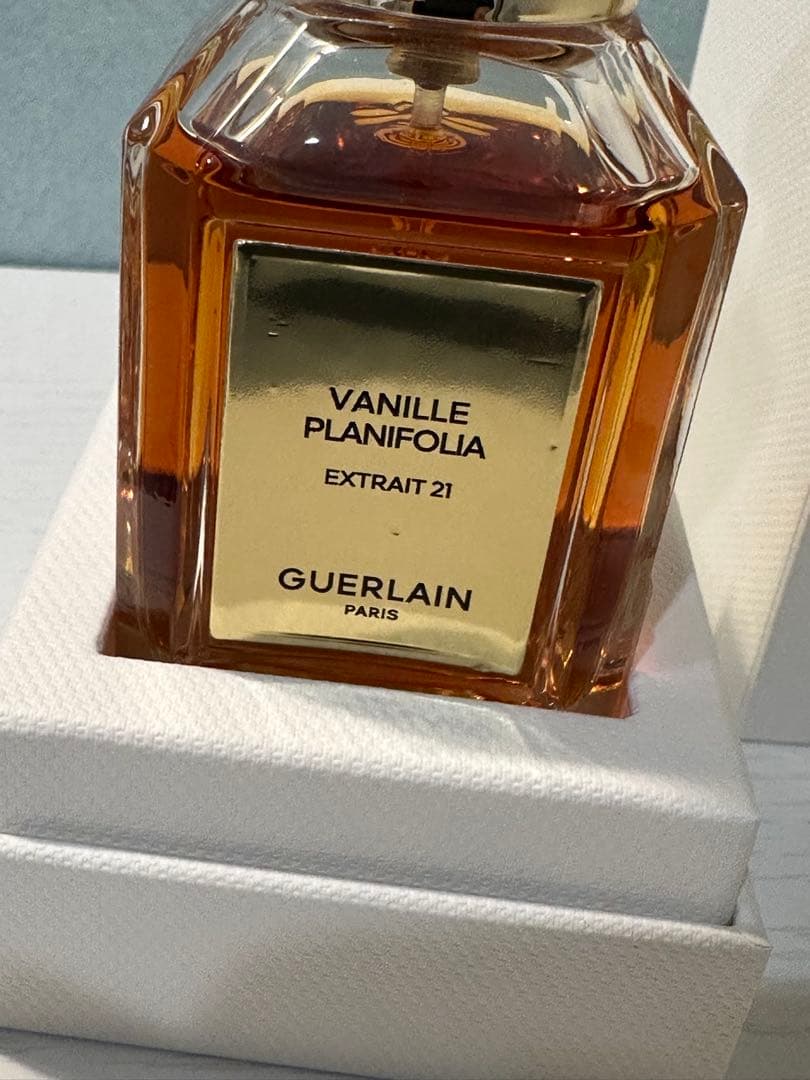 VANILLE
PLANIFOLIA
EXTRAIT 21
GUERLAIN
PARIS